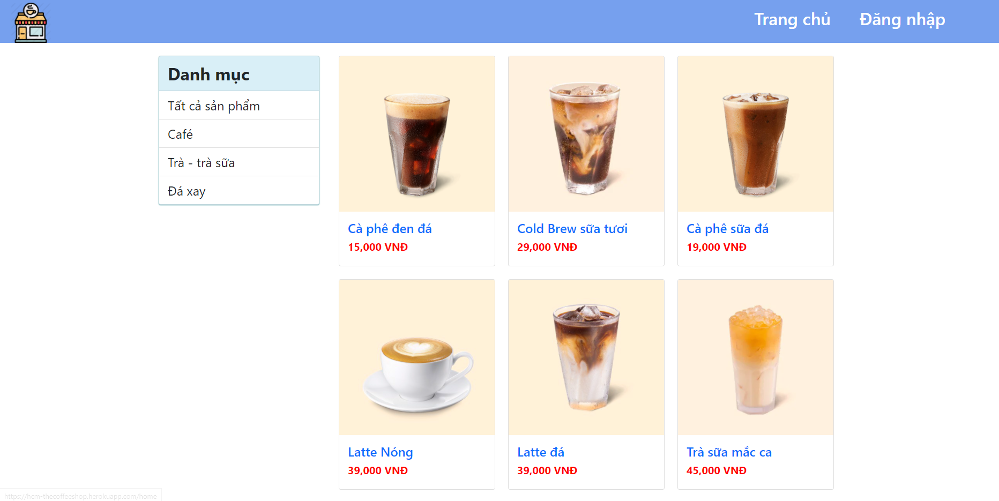 Trang chủ
Đăng nhập
Danh mục
Tất cả sản phẩm
Café
Trà - trà sữa
Đá xay
Cà phê đen đá
15,000 VNĐ
Cold Brew sữa tươi
29,000 VNĐ
Cà phê sữa đá
19,000 VNĐ
Latte Nóng
39,000 VNĐ
Latte đá
39,000 VNĐ
Trà sữa mắc ca
45,000 VNĐ
https://hcm-thecoffeeshop.herokuapp.com/home